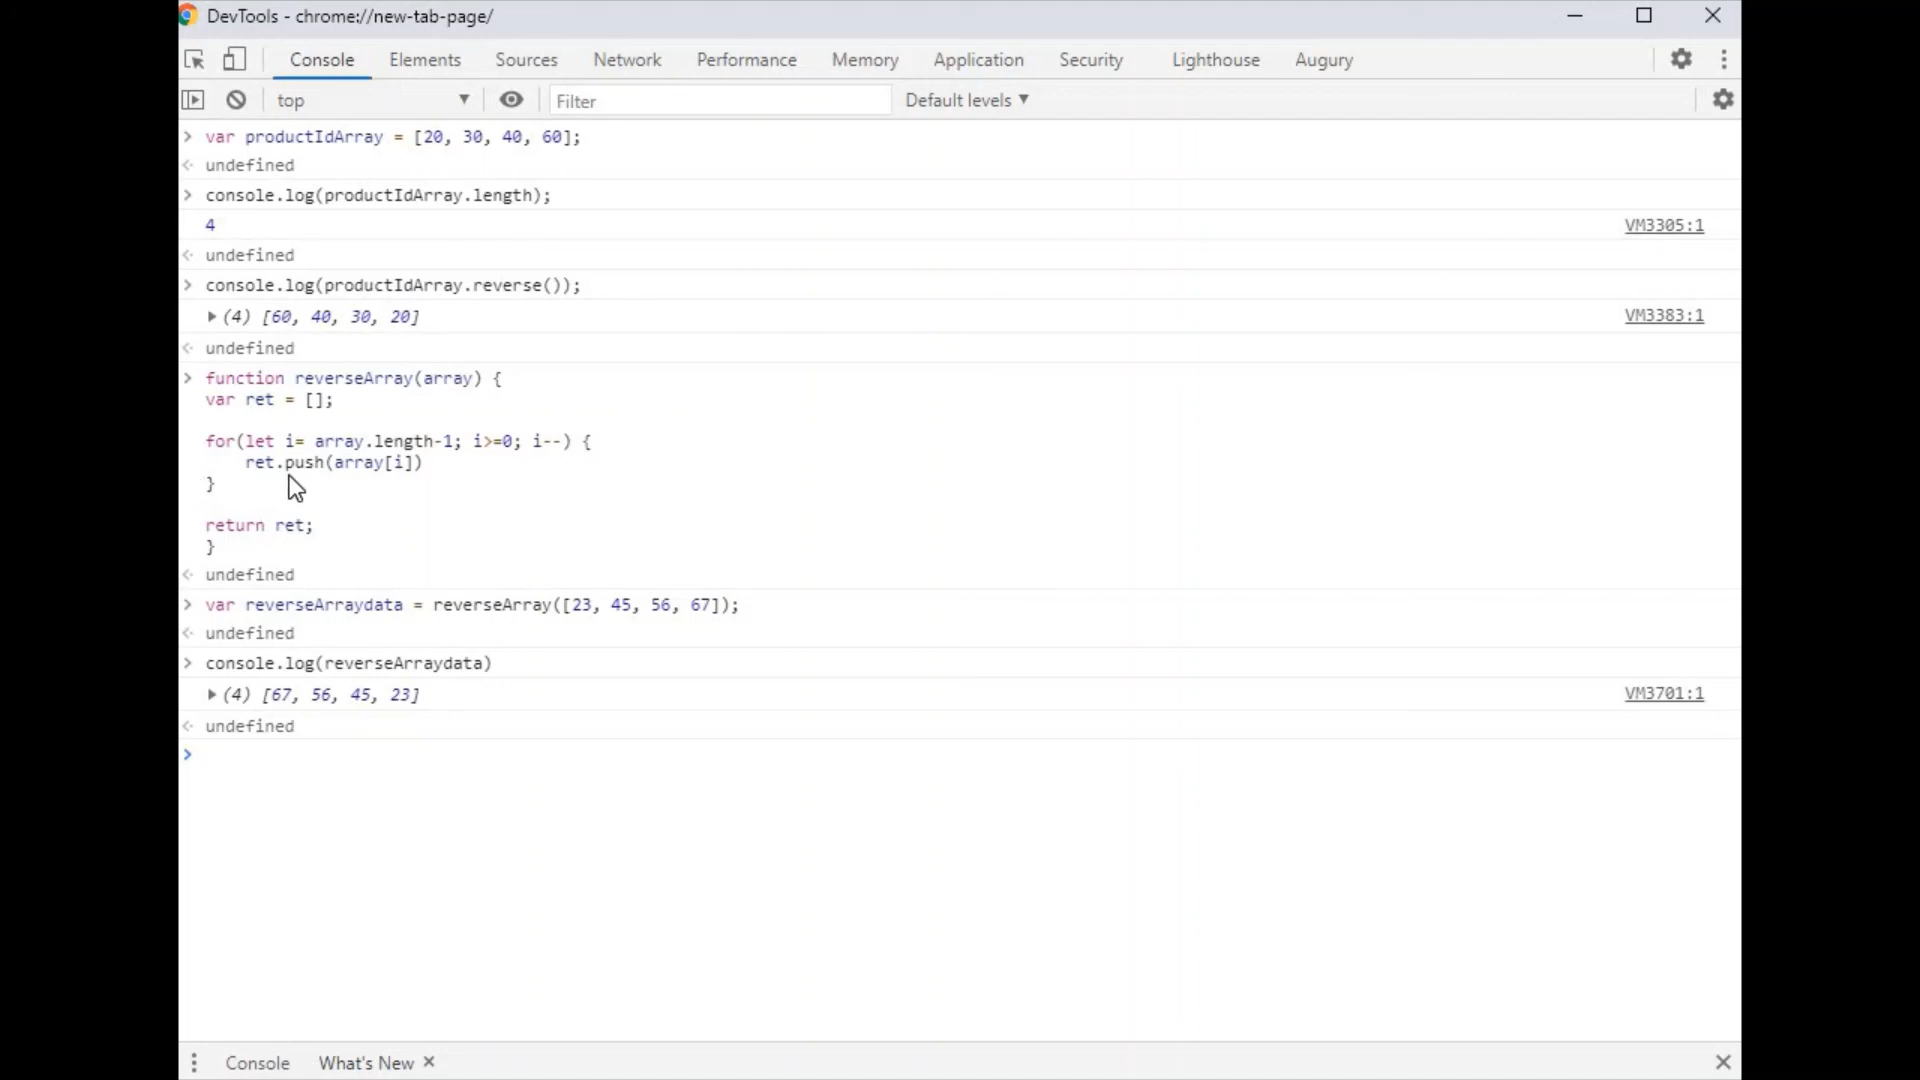 DevTools - chrome://new-tab-page/
Console Elements Sources Network Performance Memory Application Security Lighthouse Augury
top Filter Default levels
var productIdArray = [20, 30, 40, 60];
undefined
console.log(productIdArray.length);
4 VM3305:1
undefined
console.log(productIdArray.reverse());
(4) [60, 40, 30, 20] VM3383:1
undefined
function reverseArray(array) {
var ret = [];
for(let i= array.length-1; i>=0; i--) {
ret.push(array[i])
}
return ret;
}
undefined
var reverseArraydata = reverseArray([23, 45, 56, 67]);
undefined
console.log(reverseArraydata)
(4) [67, 56, 45, 23] VM3701:1
undefined
Console What's New